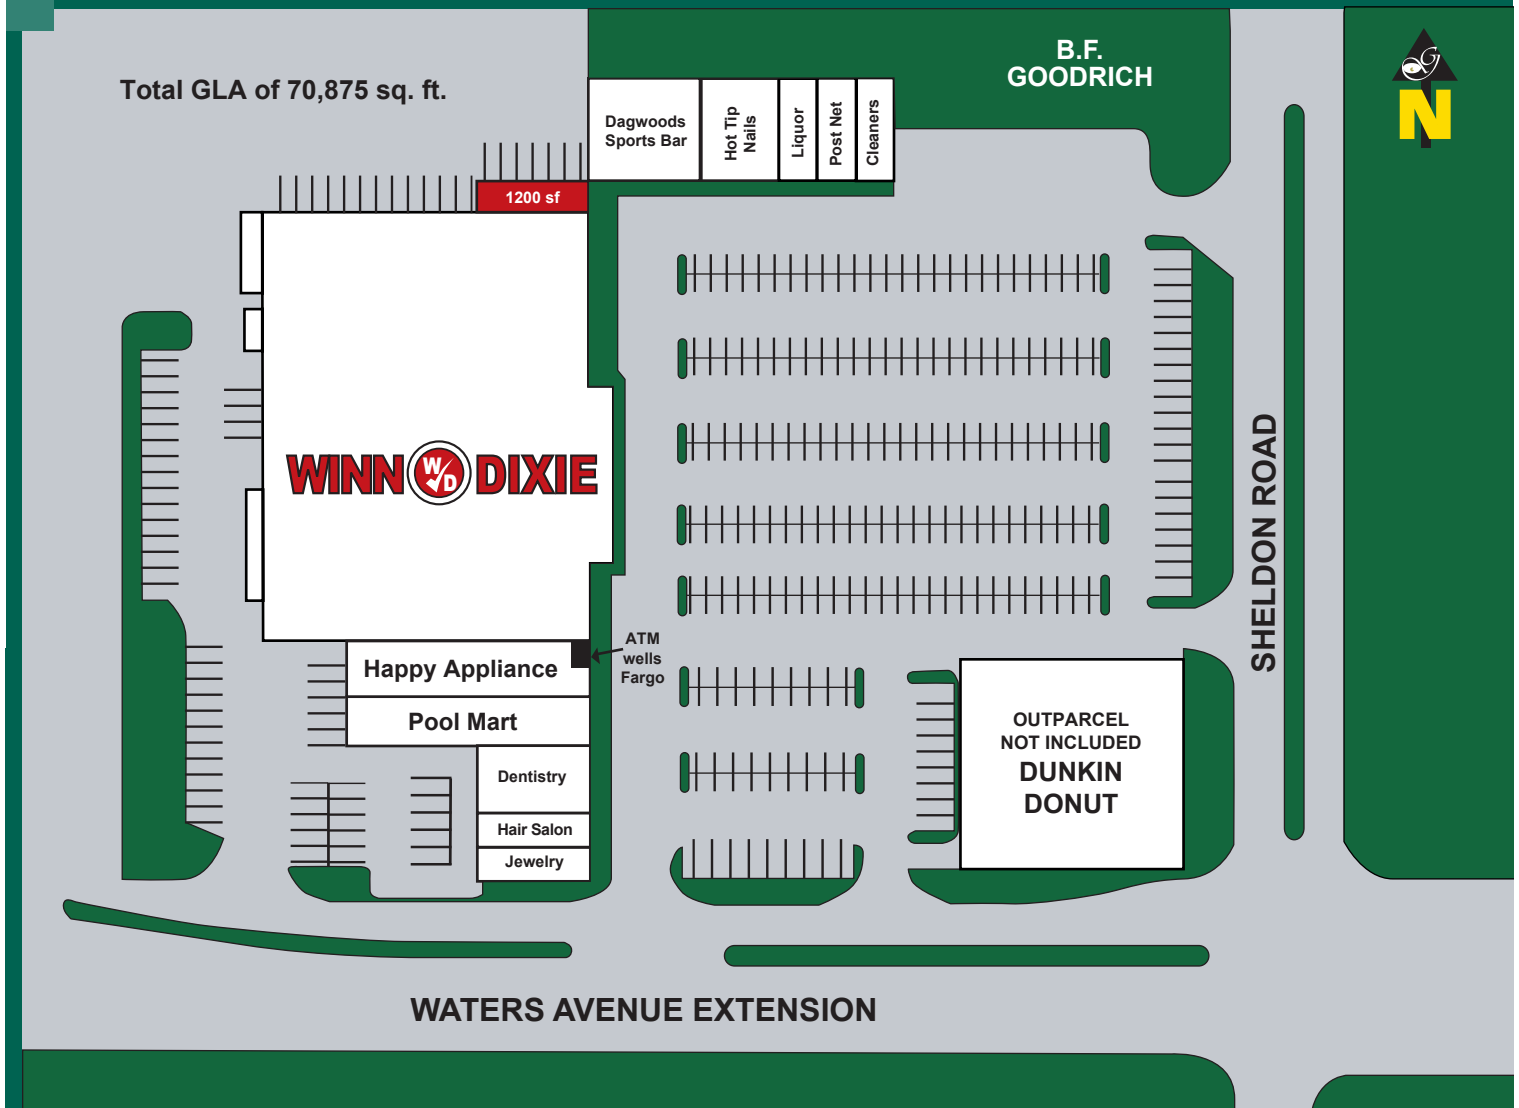 Total GLA of 70,875 sq. ft.
B.F.
GOODRICH
G
N
Dagwoods
Sports Bar
Hot Tip
Nails
Liquor
Post Net
Cleaners
1200 sf
WINN W D DIXIE
SHELDON ROAD
ATM
wells
Fargo
Happy Appliance
Pool Mart
Dentistry
Hair Salon
Jewelry
OUTPARCEL
NOT INCLUDED
DUNKIN
DONUT
WATERS AVENUE EXTENSION